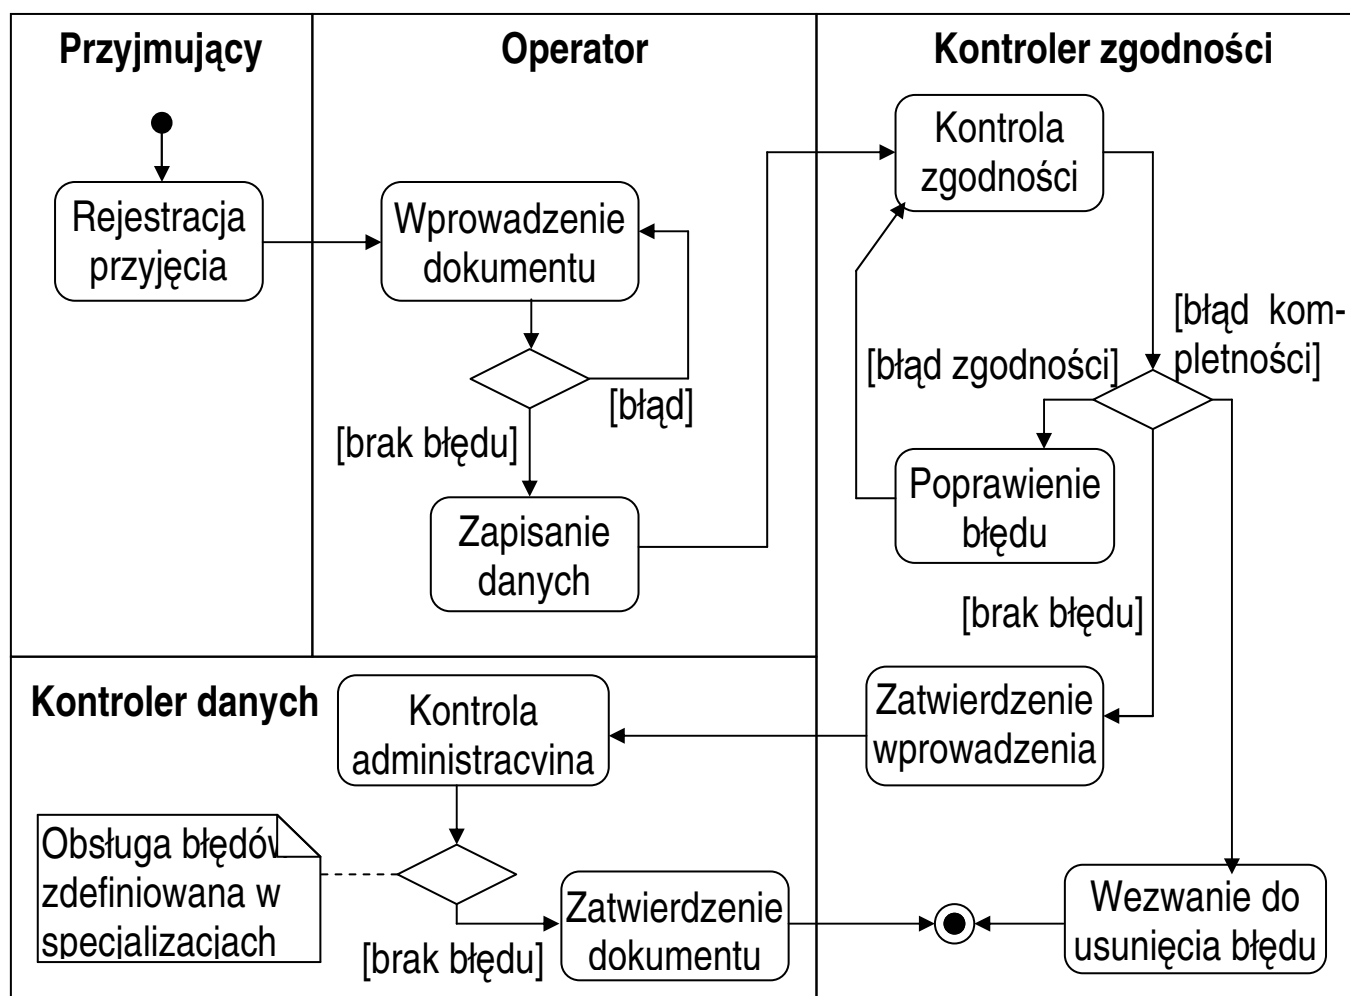 Przyjmujący
Operator
Kontroler zgodności
Rejestracja
przyjęcia
Wprowadzenie
dokumentu
[błąd]
[brak błędu]
Zapisanie
danych
Kontrola
zgodności
[błąd kom-
pletności]
[błąd zgodności]
Poprawienie
błędu
[brak błędu]
Zatwierdzenie
wprowadzenia
Kontroler danych
Kontrola
administracyjna
Obsługa błędów
zdefiniowana w
specjalizacjach
[brak błędu]
Zatwierdzenie
dokumentu
Wezwanie do
usunięcia błędu